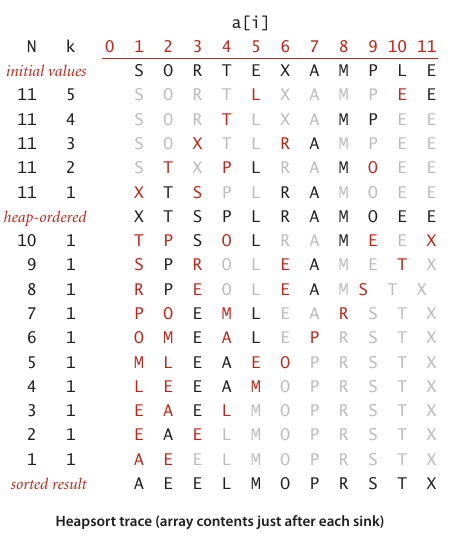 a[i]
N k 0 1 2 3 4 5 6 7 8 9 10 11
initial values S O R T E X A M P L E
11 5 S O R T L X A M P E E
11 4 S O R T L X A M P E E
11 3 S O X T L R A M P E E
11 2 S T X P L R A M O E E
11 1 X T S P L R A M O E E
heap-ordered X T S P L R A M O E E
10 1 T P S O L R A M E E X
9 1 S P R O L E A M E T X
8 1 R P E O L E A M S T X
7 1 P O E M L E A R S T X
6 1 O M E A L E P R S T X
5 1 M L E A E O P R S T X
4 1 L E E A M O P R S T X
3 1 E A E L M O P R S T X
2 1 E A E L M O P R S T X
1 1 A E E L M O P R S T X
sorted result A E E L M O P R S T X
Heapsort trace (array contents just after each sink)